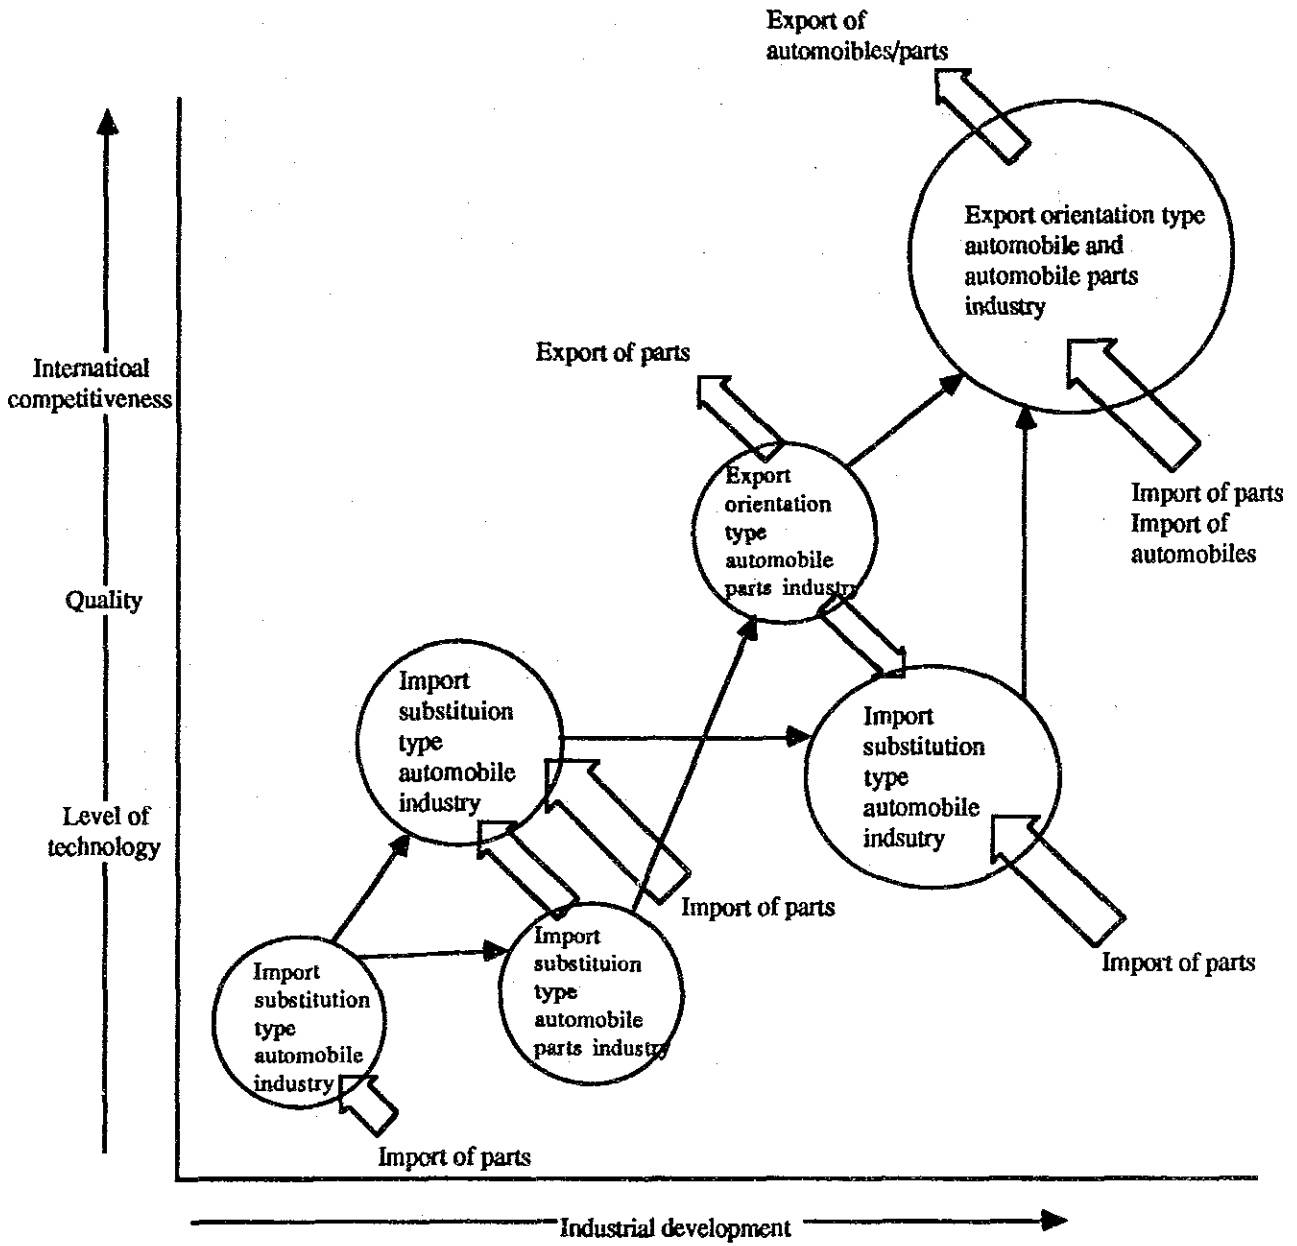 Export of
automoibles/parts
Export orientation type
automobile and
automobile parts
industry
Export of parts
Internatioal
competitiveness
Export
orientation
type
automobile
parts industry
Import of parts
Import of
automobiles
Quality
Import
substituion
type
automobile
industry
Import
substitution
type
automobile
indsutry
Level of
technology
Import of parts
Import
substituion
type
automobile
parts industry
Import of parts
Import
substitution
type
automobile
industry
Import of parts
Industrial development